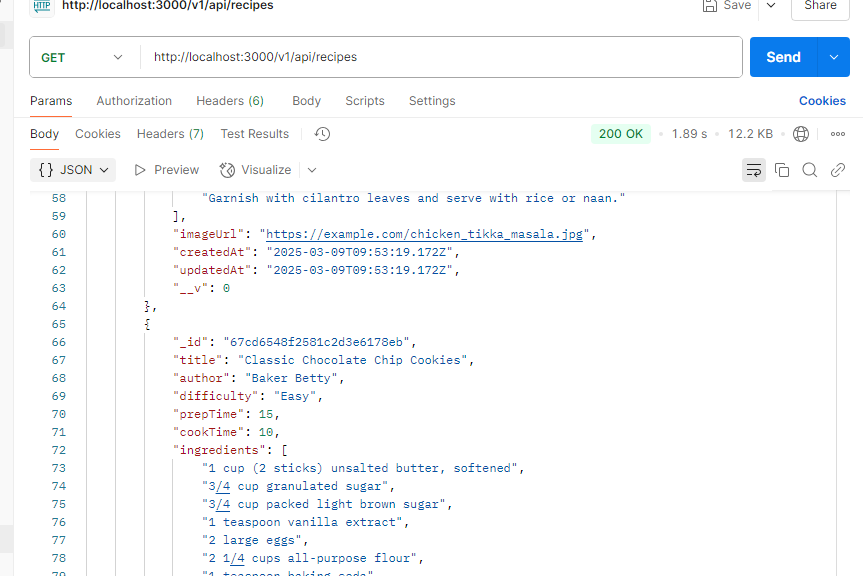 HTTP http://localhost:3000/v1/api/recipes Save Share
GET http://localhost:3000/v1/api/recipes Send
Params Authorization Headers (6) Body Scripts Settings Cookies
Body Cookies Headers (7) Test Results 200 OK • 1.89 s • 12.2 KB •
{} JSON Preview Visualize
58 "Garnish with cilantro leaves and serve with rice or naan."
59 ],
60 "imageUrl": "https://example.com/chicken_tikka_masala.jpg",
61 "createdAt": "2025-03-09T09:53:19.172Z",
62 "updatedAt": "2025-03-09T09:53:19.172Z",
63 "__v": 0
64 },
65 {
66 "_id": "67cd6548f2581c2d3e6178eb",
67 "title": "Classic Chocolate Chip Cookies",
68 "author": "Baker Betty",
69 "difficulty": "Easy",
70 "prepTime": 15,
71 "cookTime": 10,
72 "ingredients": [
73 "1 cup (2 sticks) unsalted butter, softened",
74 "3/4 cup granulated sugar",
75 "3/4 cup packed light brown sugar",
76 "1 teaspoon vanilla extract",
77 "2 large eggs",
78 "2 1/4 cups all-purpose flour",
79 "1 teaspoon baking soda",